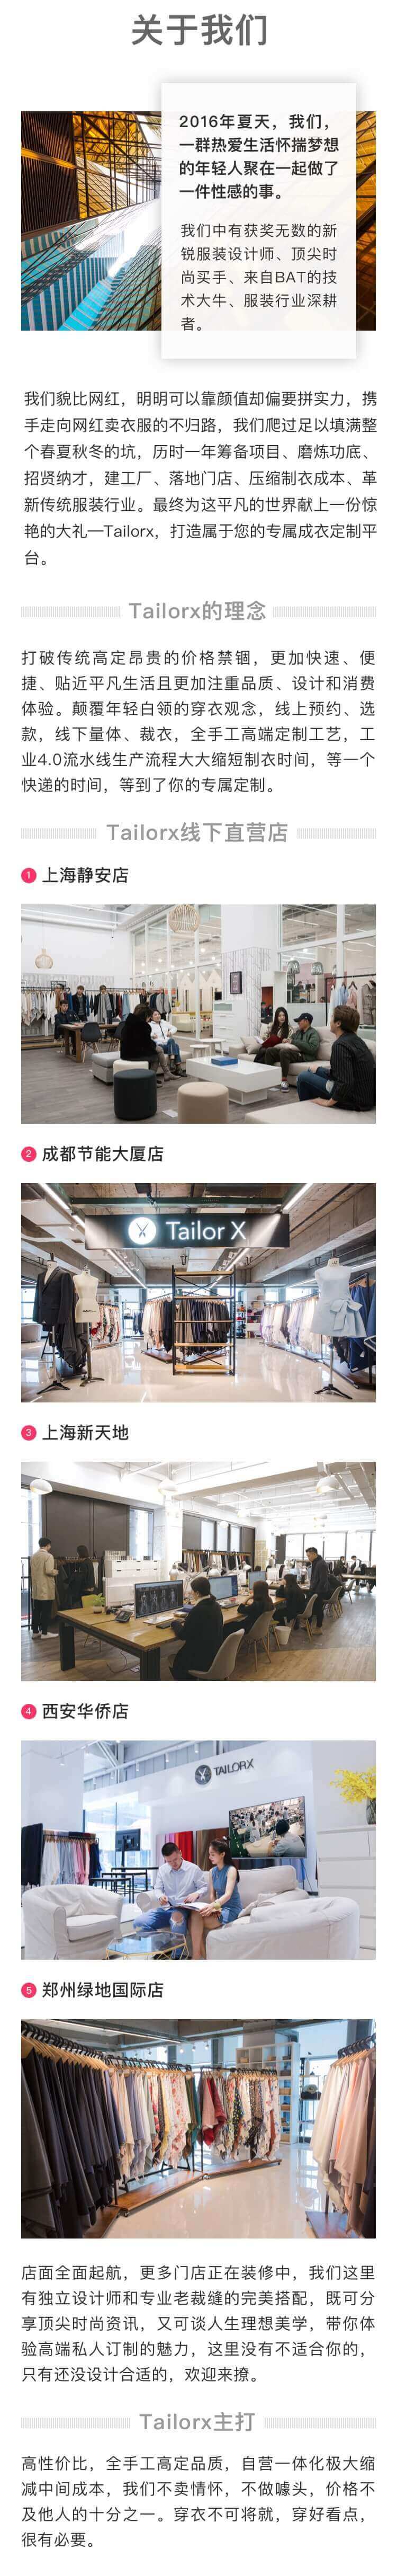 关于我们
2016年夏天，我们，
一群热爱生活怀揣梦想
的年轻人聚在一起做了
一件性感的事。
我们中有获奖无数的新
锐服装设计师、顶尖时
尚买手、来自BAT的技
术大牛、服装行业深耕
者。
我们貌比网红，明明可以靠颜值却偏要拼实力，携
手走向网红卖衣服的不归路，我们爬过足以填满整
个春夏秋冬的坑，历时一年筹备项目、磨炼功底、
招贤纳才，建工厂、落地门店、压缩制衣成本、革
新传统服装行业。最终为这平凡的世界献上一份惊
艳的大礼—Tailorx，打造属于您的专属成衣定制平
台。
Tailorx的理念
打破传统高定昂贵的价格禁锢，更加快速、便
捷、贴近平凡生活且更加注重品质、设计和消费
体验。颠覆年轻白领的穿衣观念，线上预约、选
款，线下量体、裁衣，全手工高端定制工艺，工
业4.0流水线生产流程大大缩短制衣时间，等一个
快递的时间，等到了你的专属定制。
Tailorx线下直营店
1 上海静安店
2 成都节能大厦店
Tailor X
3 上海新天地
4 西安华侨店
TAILORX
5 郑州绿地国际店
店面全面起航，更多门店正在装修中，我们这里
有独立设计师和专业老裁缝的完美搭配，既可分
享顶尖时尚资讯，又可谈人生理想美学，带你体
验高端私人订制的魅力，这里没有不适合你的，
只有还没设计合适的，欢迎来撩。
Tailorx主打
高性价比，全手工高定品质，自营一体化极大缩
减中间成本，我们不卖情怀，不做噱头，价格不
及他人的十分之一。穿衣不可将就，穿好看点，
很有必要。